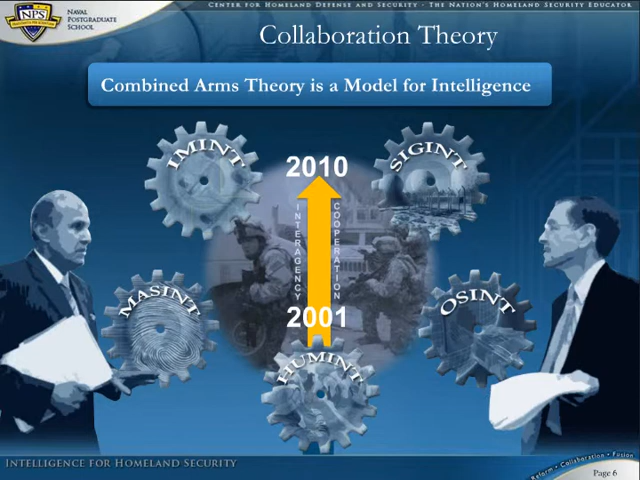 CENTER FOR HOMELAND DEFENSE AND SECURITY - THE NATION'S HOMELAND SECURITY EDUCATOR
NPS
NAVAL
POSTGRADUATE
SCHOOL
Collaboration Theory
Combined Arms Theory is a Model for Intelligence
IMINT
2010
SIGINT
INTERAGENCY
COOPERATION
MASINT
2001
OSINT
HUMINT
INTELLIGENCE FOR HOMELAND SECURITY
Reform • Collaboration • Fusion
Page 6